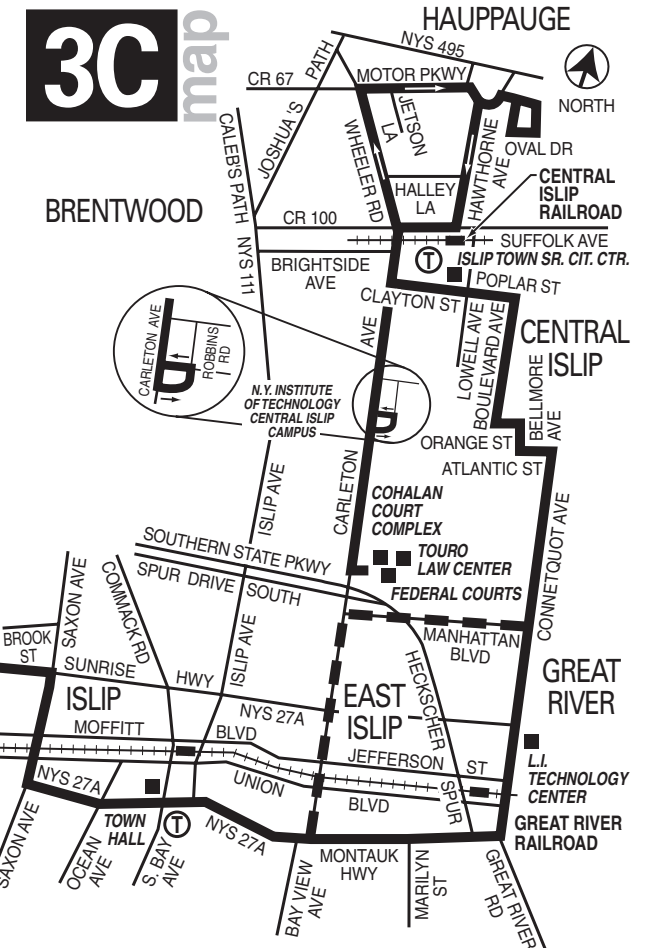 3C
map
HAUPPAUGE
NYS 495
NORTH
CR 67
MOTOR PKWY
JOSHUA'S
PATH
JETSON
LA
WHEELER RD
HAWTHORNE
AVE
OVAL DR
CALEB'S PATH
NYS 111
HALLEY
LA
CENTRAL
ISLIP
RAILROAD
BRENTWOOD
CR 100
SUFFOLK AVE
T
ISLIP TOWN SR. CIT. CTR.
BRIGHTSIDE
AVE
POPLAR ST
CLAYTON ST
AVE
LOWELL AVE
BOULEVARD AVE
CENTRAL
ISLIP
CARLETON AVE
ROBBINS
RD
BELLMORE
AVE
N.Y. INSTITUTE
OF TECHNOLOGY
CENTRAL ISLIP
CAMPUS
ORANGE ST
ATLANTIC ST
ISLIP AVE
CARLETON
COHALAN
COURT
COMPLEX
TOURO
LAW CENTER
FEDERAL COURTS
CONNETQUOT AVE
SOUTHERN STATE PKWY
SPUR DRIVE SOUTH
SAXON AVE
COMMACK RD
ISLIP AVE
BROOK
ST
MANHATTAN
BLVD
SUNRISE HWY
NYS 27A
HECKSCHER
SPUR
GREAT
RIVER
ISLIP
EAST
ISLIP
MOFFITT BLVD
JEFFERSON ST
L.I.
TECHNOLOGY
CENTER
NYS 27A
UNION BLVD
TOWN
HALL
T
NYS 27A
GREAT RIVER
RAILROAD
SAXON AVE
OCEAN
AVE
S. BAY
AVE
BAY VIEW
AVE
MONTAUK
HWY
MARILYN
ST
GREAT RIVER
RD